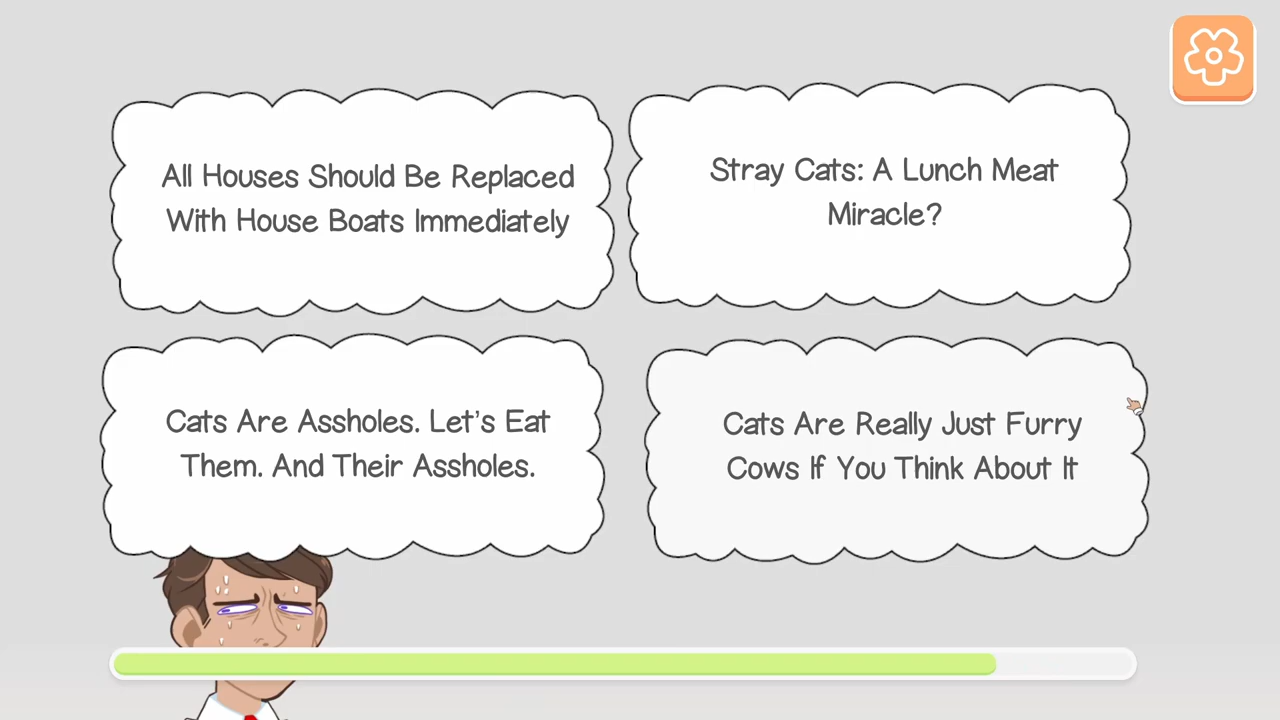 All Houses Should Be Replaced
With House Boats Immediately
Stray Cats: A Lunch Meat
Miracle?
Cats Are Assholes. Let's Eat
Them. And Their Assholes.
Cats Are Really Just Furry
Cows If You Think About It